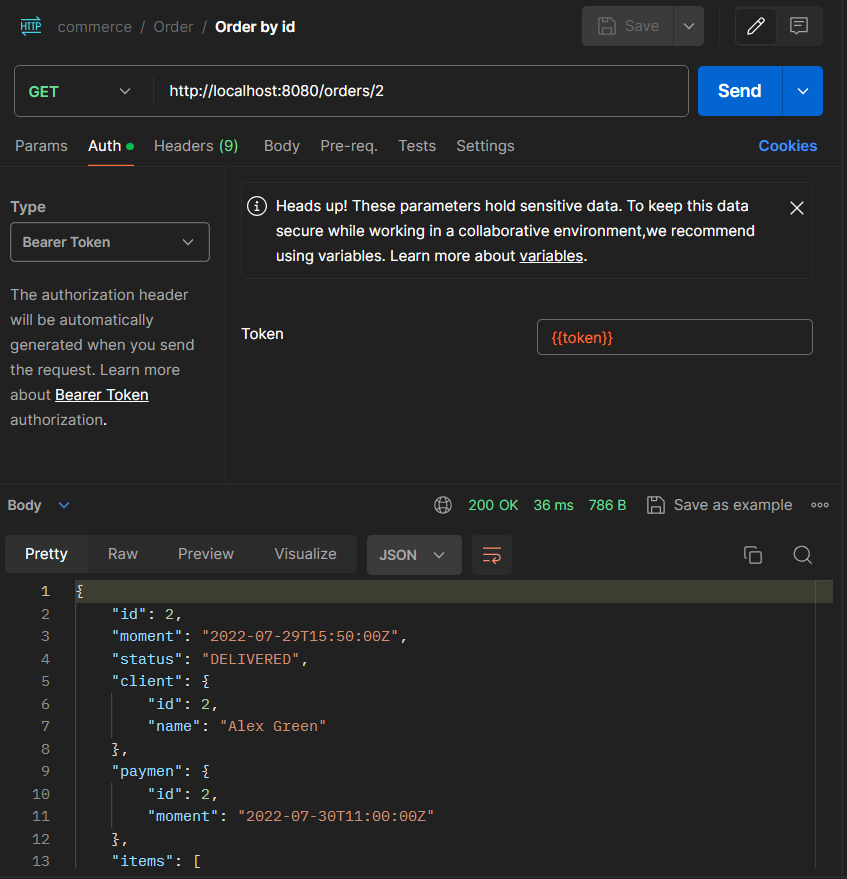 HTTP commerce / Order / Order by id Save
GET http://localhost:8080/orders/2 Send
Params Auth Headers (9) Body Pre-req. Tests Settings Cookies
Type
Bearer Token
The authorization header
will be automatically
generated when you send
the request. Learn more
about Bearer Token
authorization.
Heads up! These parameters hold sensitive data. To keep this data
secure while working in a collaborative environment,we recommend
using variables. Learn more about variables.
Token {{token}}
Body 200 OK 36 ms 786 B Save as example
Pretty Raw Preview Visualize JSON
1 {
2 "id": 2,
3 "moment": "2022-07-29T15:50:00Z",
4 "status": "DELIVERED",
5 "client": {
6 "id": 2,
7 "name": "Alex Green"
8 },
9 "paymen": {
10 "id": 2,
11 "moment": "2022-07-30T11:00:00Z"
12 },
13 "items": [